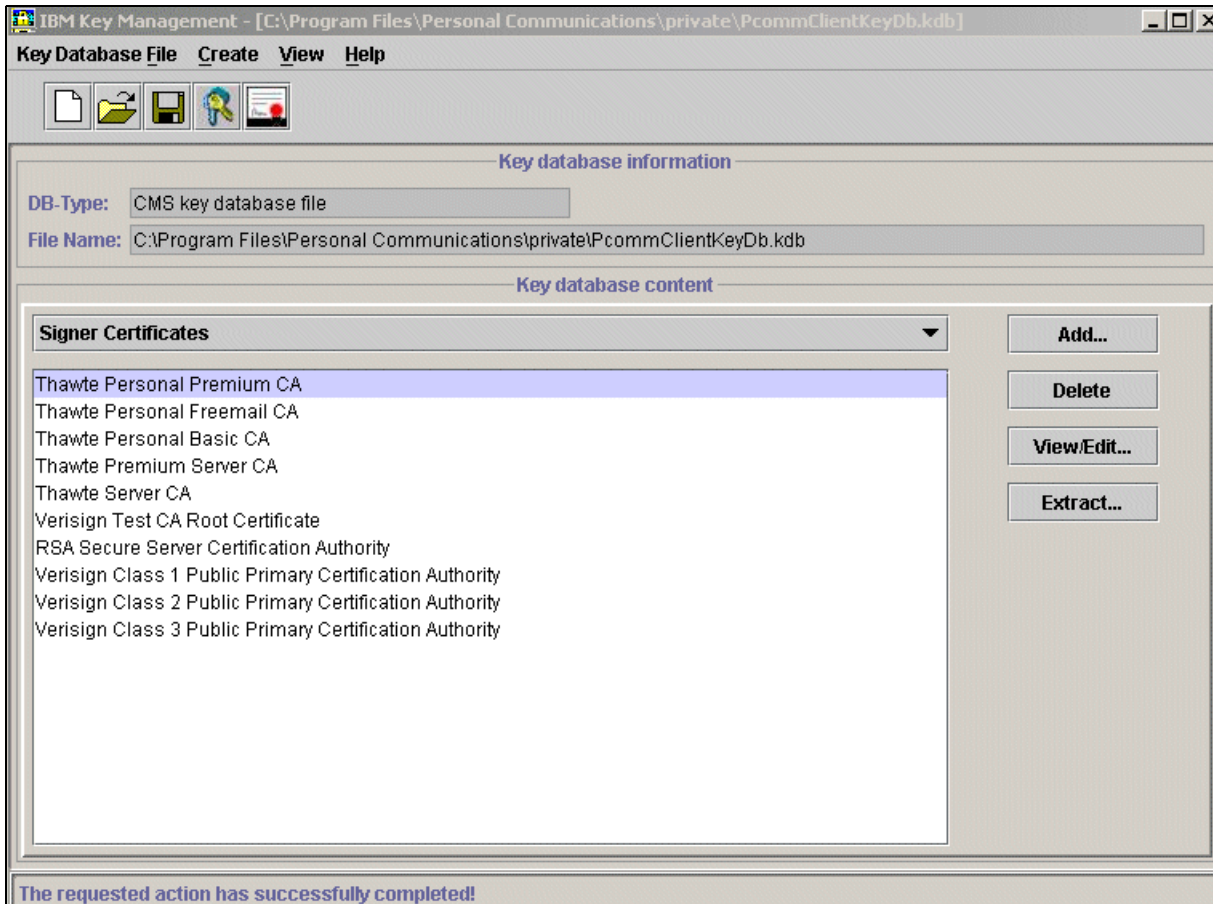 IBM Key Management - [C:\Program Files\Personal Communications\private\PcommClientKeyDb.kdb]
Key Database File Create View Help
Key database information
DB-Type: CMS key database file
File Name: C:\Program Files\Personal Communications\private\PcommClientKeyDb.kdb
Key database content
Signer Certificates
Add...
Thawte Personal Premium CA
Delete
Thawte Personal Freemail CA
Thawte Personal Basic CA
View/Edit...
Thawte Premium Server CA
Thawte Server CA
Extract...
Verisign Test CA Root Certificate
RSA Secure Server Certification Authority
Verisign Class 1 Public Primary Certification Authority
Verisign Class 2 Public Primary Certification Authority
Verisign Class 3 Public Primary Certification Authority
The requested action has successfully completed!